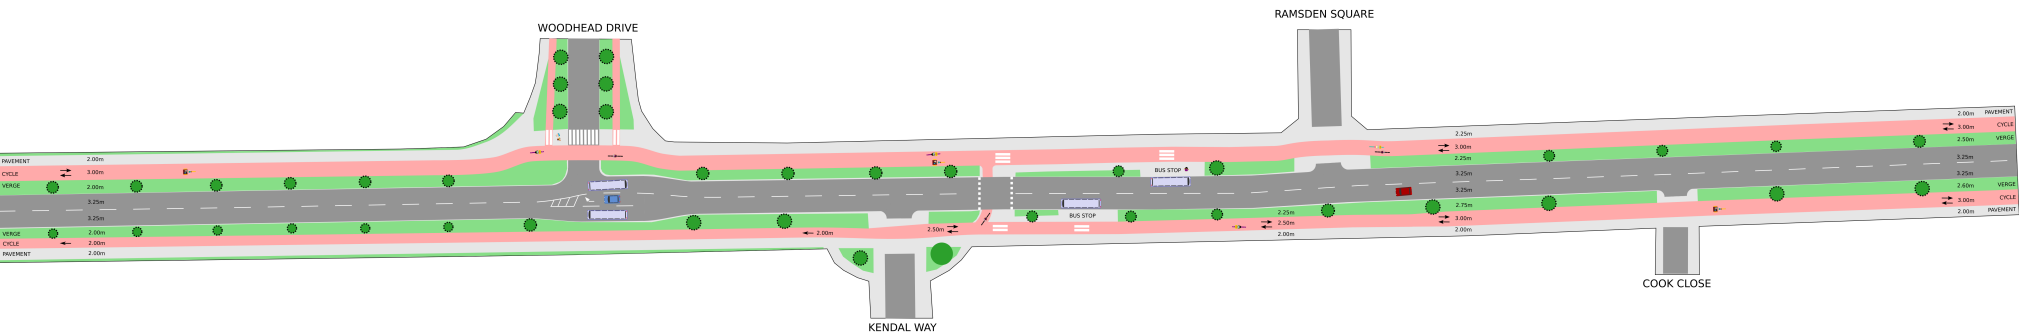 WOODHEAD DRIVE
RAMSDEN SQUARE
PAVEMENT 2.00m
CYCLE 3.00m
VERGE 2.00m
3.25m
3.25m
VERGE 2.00m
CYCLE 2.00m
PAVEMENT 2.00m
2.00m
2.50m
BUS STOP
BUS STOP
2.25m
2.50m
2.00m
2.25m
3.00m
2.25m
3.25m
3.25m
2.75m
3.00m
2.00m
2.00m PAVEMENT
3.00m CYCLE
2.50m VERGE
3.25m
3.25m
2.60m VERGE
3.00m CYCLE
2.00m PAVEMENT
COOK CLOSE
KENDAL WAY